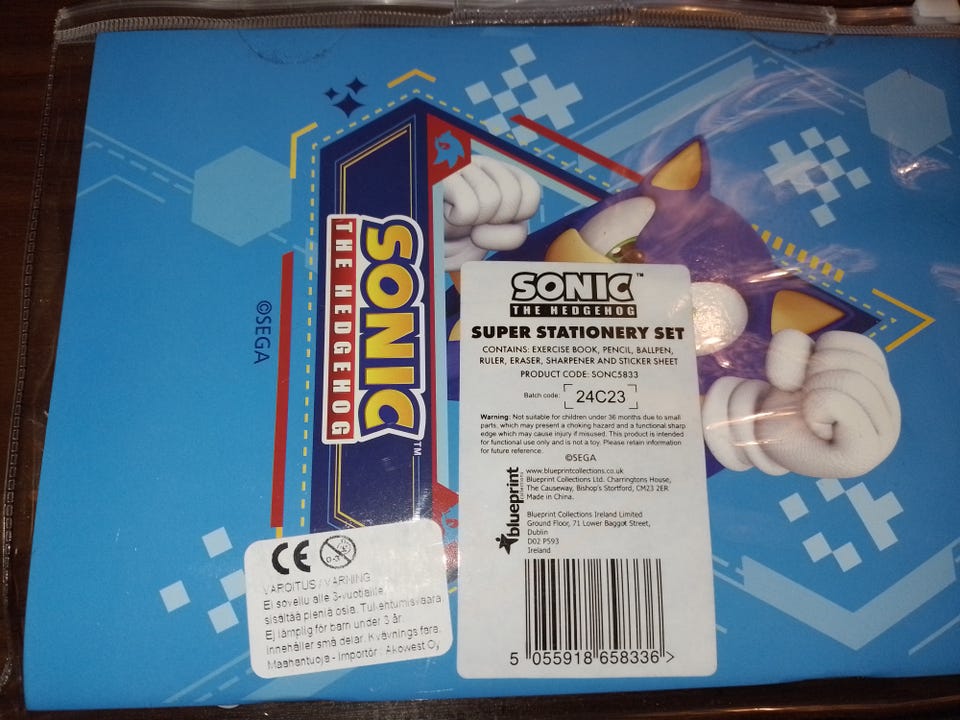 SONIC™
THE HEDGEHOG
©SEGA
SONIC™
THE HEDGEHOG
SUPER STATIONERY SET
CONTAINS: EXERCISE BOOK, PENCIL, BALLPEN,
RULER, ERASER, SHARPENER AND STICKER SHEET
PRODUCT CODE: SONC5833
Batch code: 24C23
Warning: Not suitable for children under 36 months due to small
parts, which may present a choking hazard and a functional sharp
edge which may cause injury if misused. This product is intended
for functional use only and is not a toy. Please retain information
for future reference.
©SEGA
blueprint
collections
www.blueprintcollections.co.uk
Blueprint Collections Ltd. Charringtons House,
The Causeway, Bishop's Stortford, CM23 2ER
Made in China.
Blueprint Collections Ireland Limited
Ground Floor, 71 Lower Baggot Street,
Dublin
D02 P593
Ireland
5 055918 658336 >
CE 0-3
VAROITUS / VARNING
Ei sovellu alle 3-vuotiaille,
sisältää pieniä osia. Tukehtumisvaara.
Ej lämplig för barn under 3 år.
Innehåller små delar. Kvävnings fara.
Maahantuoja - Importör : Akowest Oy